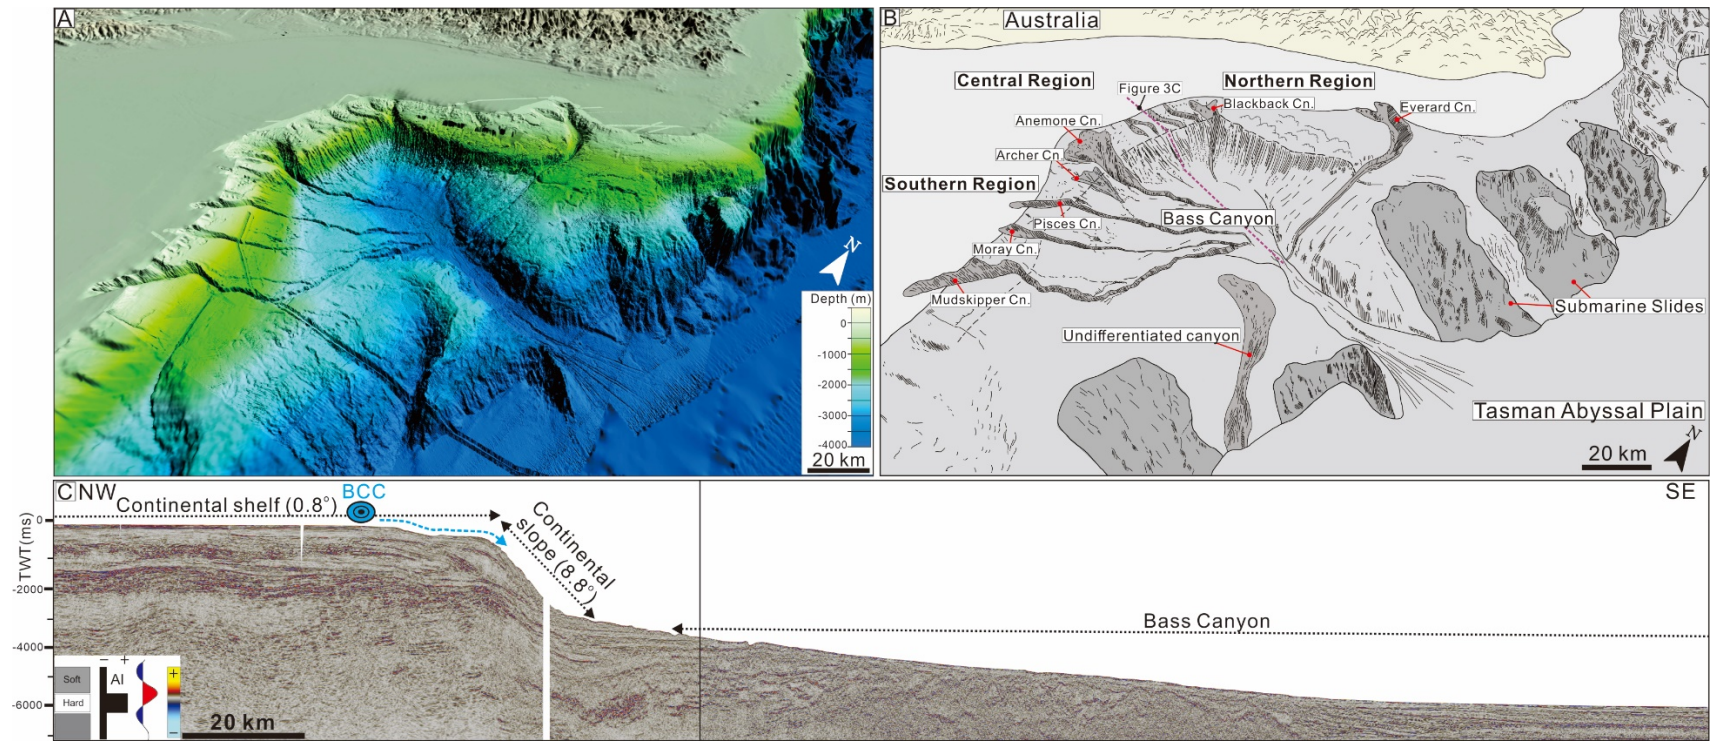 A
N
Depth (m)
0
-1000
-2000
-3000
-4000
20 km
B
Australia
Central Region
Northern Region
Figure 3C
Blackback Cn.
Everard Cn.
Anemone Cn.
Archer Cn.
Southern Region
Pisces Cn.
Bass Canyon
Moray Cn.
Mudskipper Cn.
Undifferentiated canyon
Submarine Slides
Tasman Abyssal Plain
N
20 km
C NW
SE
Continental shelf (0.8°)
BCC
Continental
slope (8.8°)
Bass Canyon
TWT(ms)
0
-2000
-4000
-6000
Soft
Hard
− +
AI
+
−
20 km